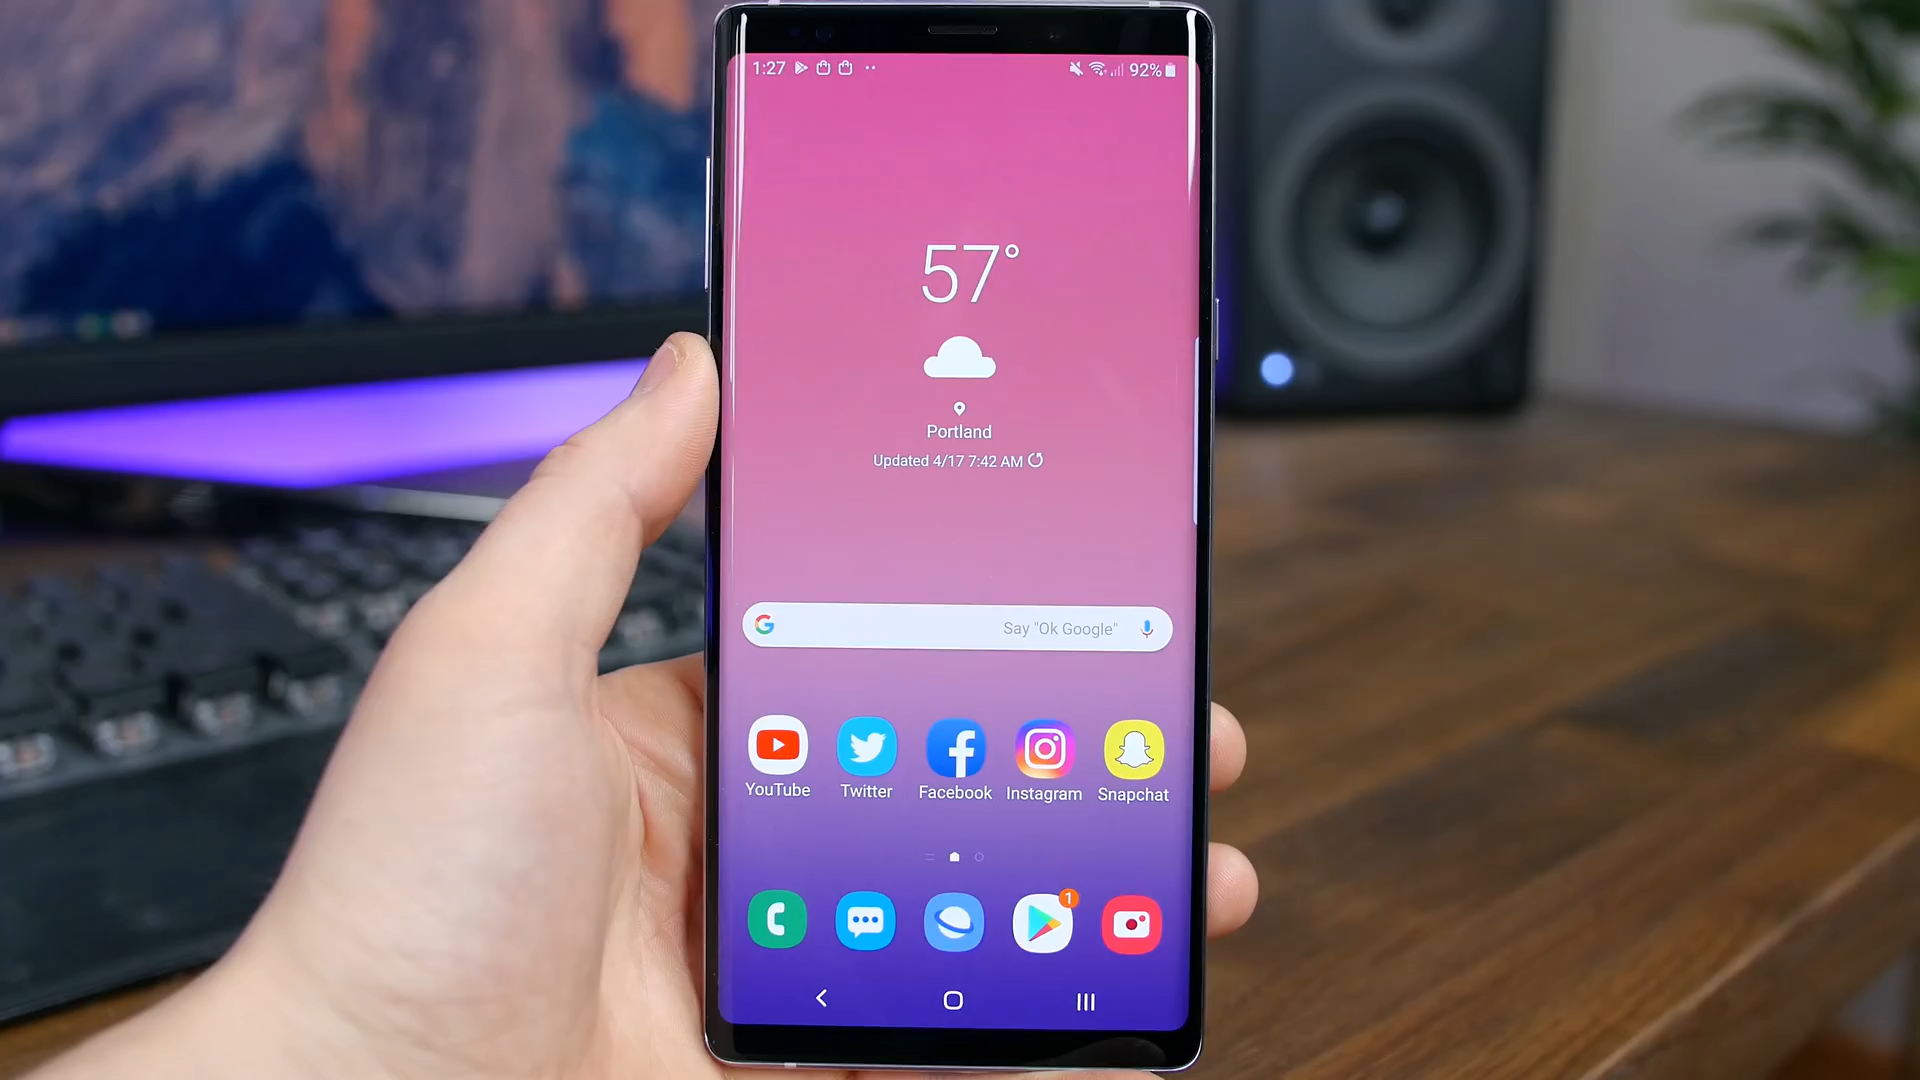 1:27 92%
57°
Portland
Updated 4/17 7:42 AM
Say "Ok Google"
YouTube Twitter Facebook Instagram Snapchat
1